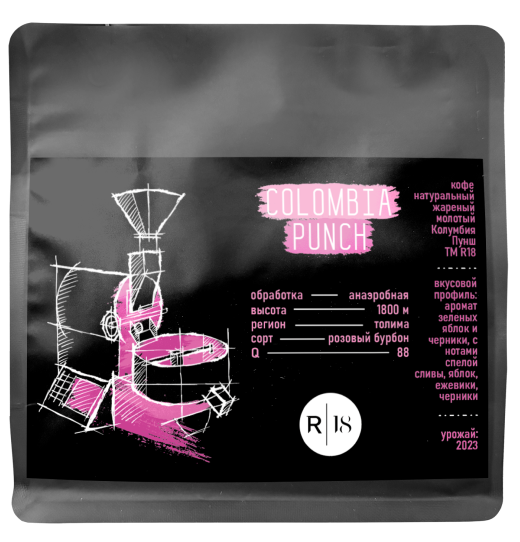 COLOMBIA
PUNCH
обработка анаэробная
высота 1800 м
регион толима
сорт розовый бурбон
Q 88
R|18
кофе
натуральный
жареный
молотый
Колумбия
Пунш
ТМ R18
вкусовой
профиль:
аромат
зеленых
яблок и
черники, с
нотами
спелой
сливы, яблок,
ежевики,
черники
урожай:
2023